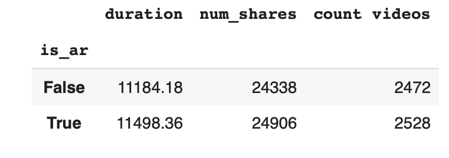 duration num_shares count videos
is_ar
False 11184.18 24338 2472
True 11498.36 24906 2528